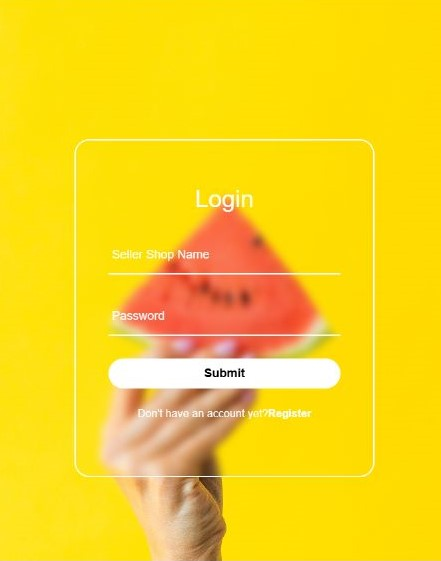 Login
Seller Shop Name
Password
Submit
Don't have an account yet?Register